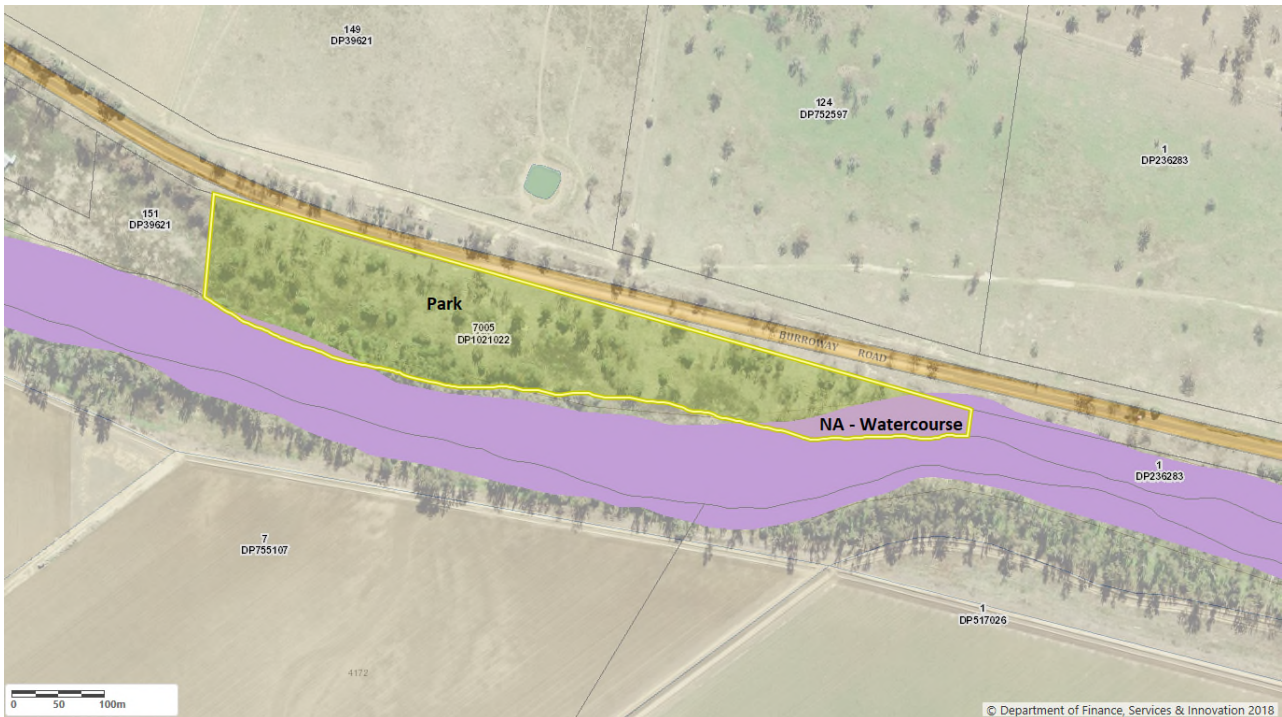 149
DP39621
124
DP752597
1
DP236283
151
DP39621
Park
7005
DP1021022
BURROWAY ROAD
NA - Watercourse
1
DP236283
7
DP755107
1
DP517026
4172
0 50 100m
© Department of Finance, Services & Innovation 2018